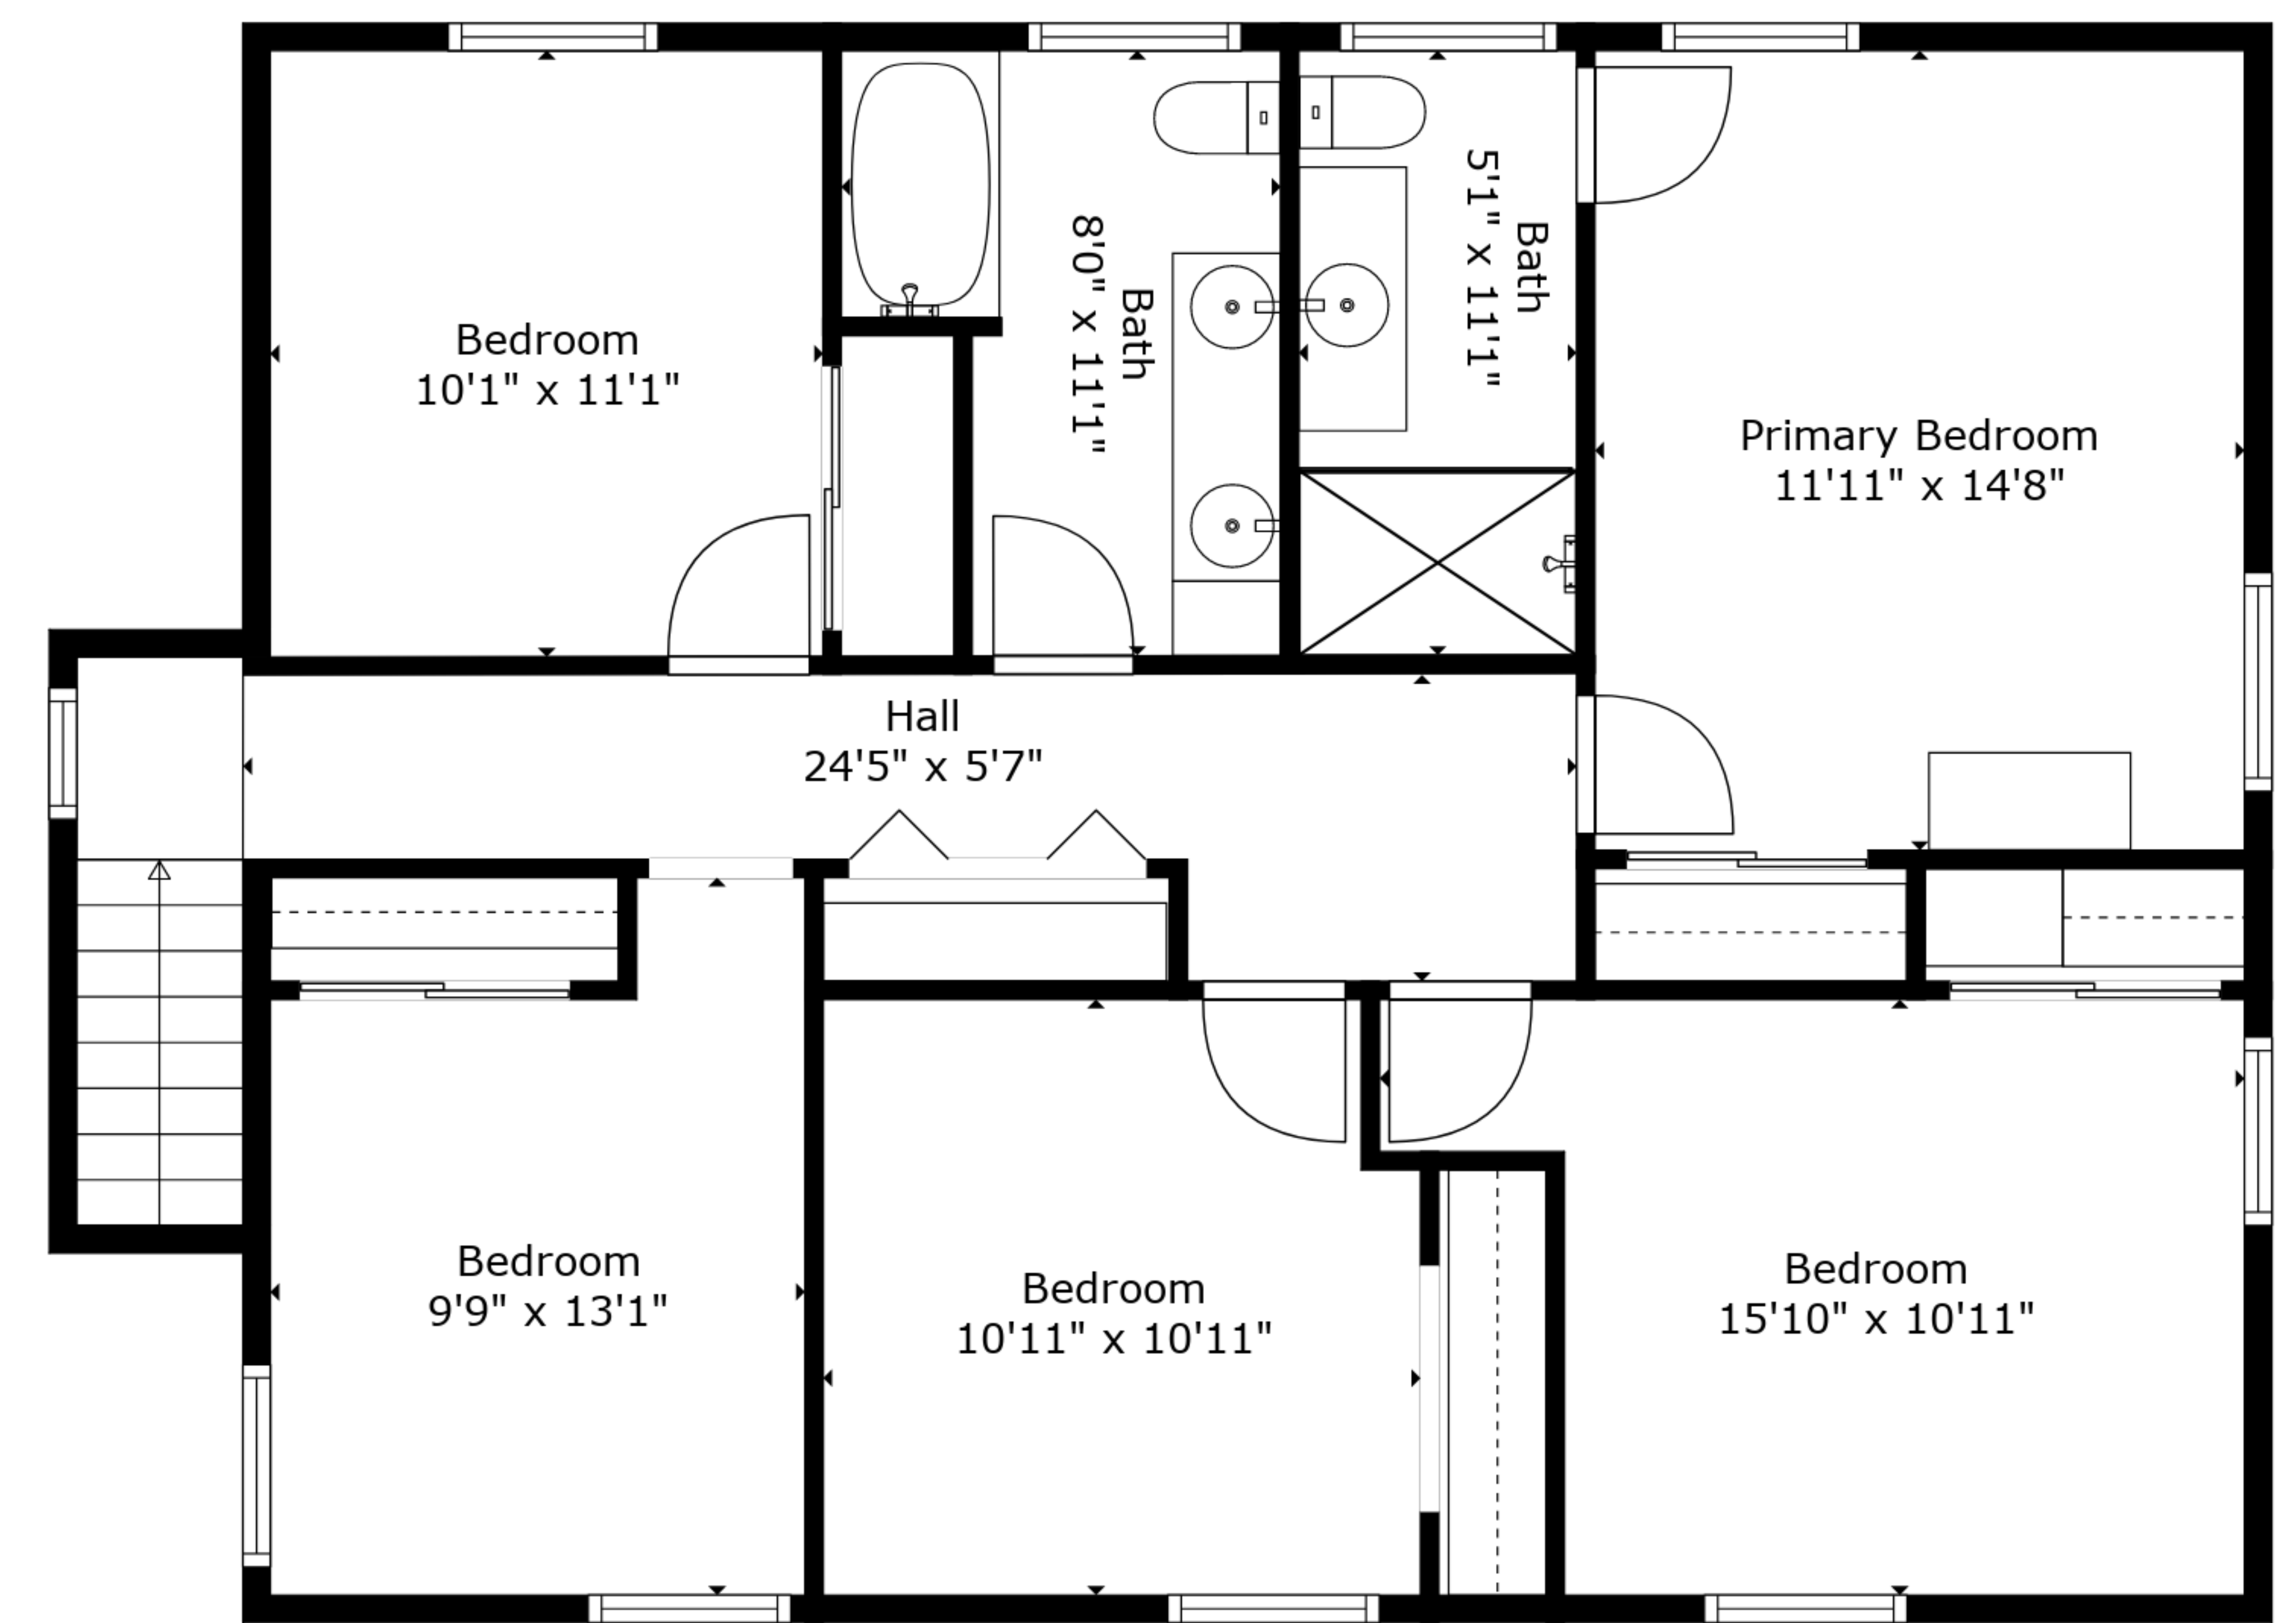 Bedroom
10'1" x 11'1"
Bath
8'0" x 11'1"
Bath
5'1" x 11'1"
Primary Bedroom
11'11" x 14'8"
Hall
24'5" x 5'7"
Bedroom
9'9" x 13'1"
Bedroom
10'11" x 10'11"
Bedroom
15'10" x 10'11"